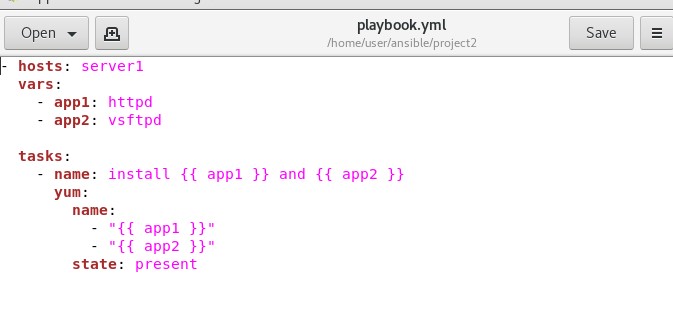 Open
playbook.yml
/home/user/ansible/project2
Save
- hosts: server1
  vars:
    - app1: httpd
    - app2: vsftpd

  tasks:
    - name: install {{ app1 }} and {{ app2 }}
      yum:
        name:
          - "{{ app1 }}"
          - "{{ app2 }}"
        state: present